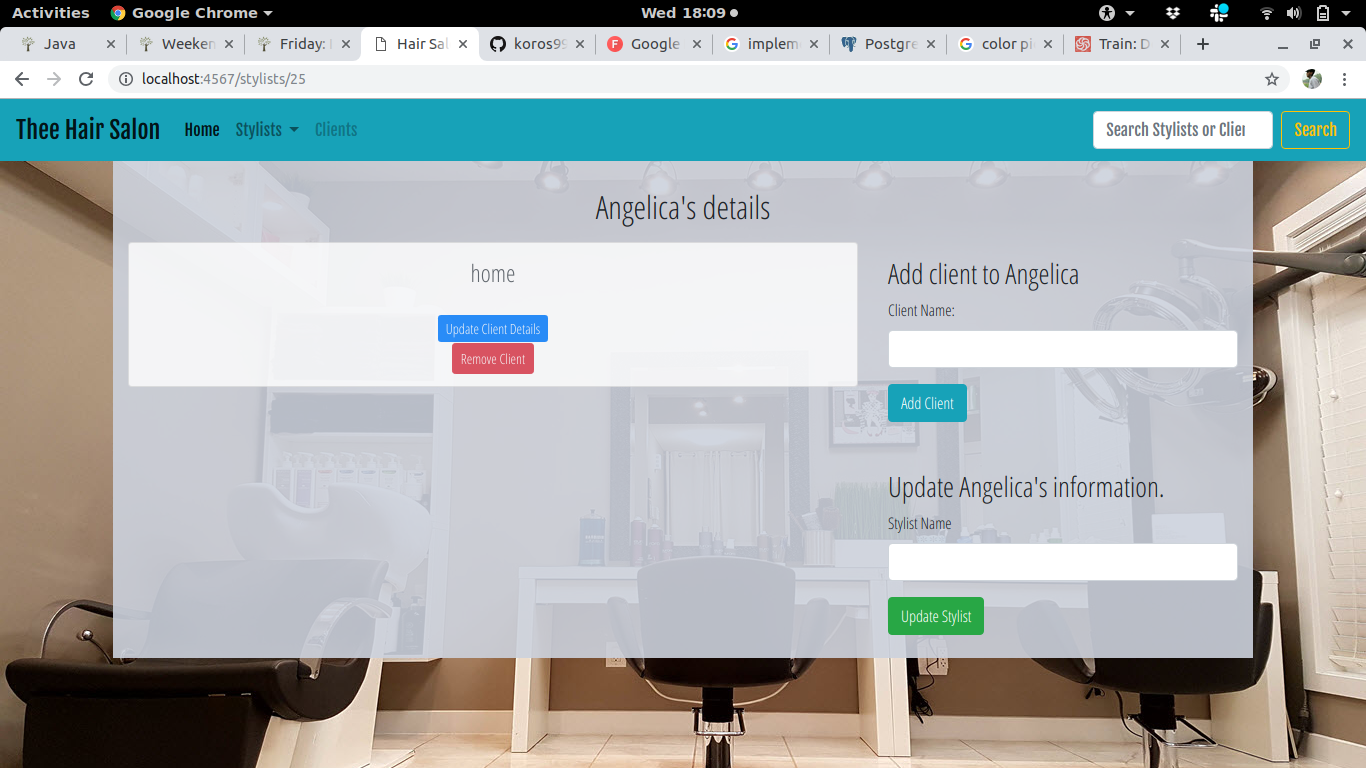 Activities Google Chrome Wed 18:09
Java Weeken Friday: Hair Sal koros99 Google implem Postgre color pi Train: D
localhost:4567/stylists/25
Thee Hair Salon Home Stylists Clients Search Stylists or Clien Search
Angelica's details
home
Update Client Details
Remove Client
Add client to Angelica
Client Name:
Add Client
Update Angelica's information.
Stylist Name
Update Stylist